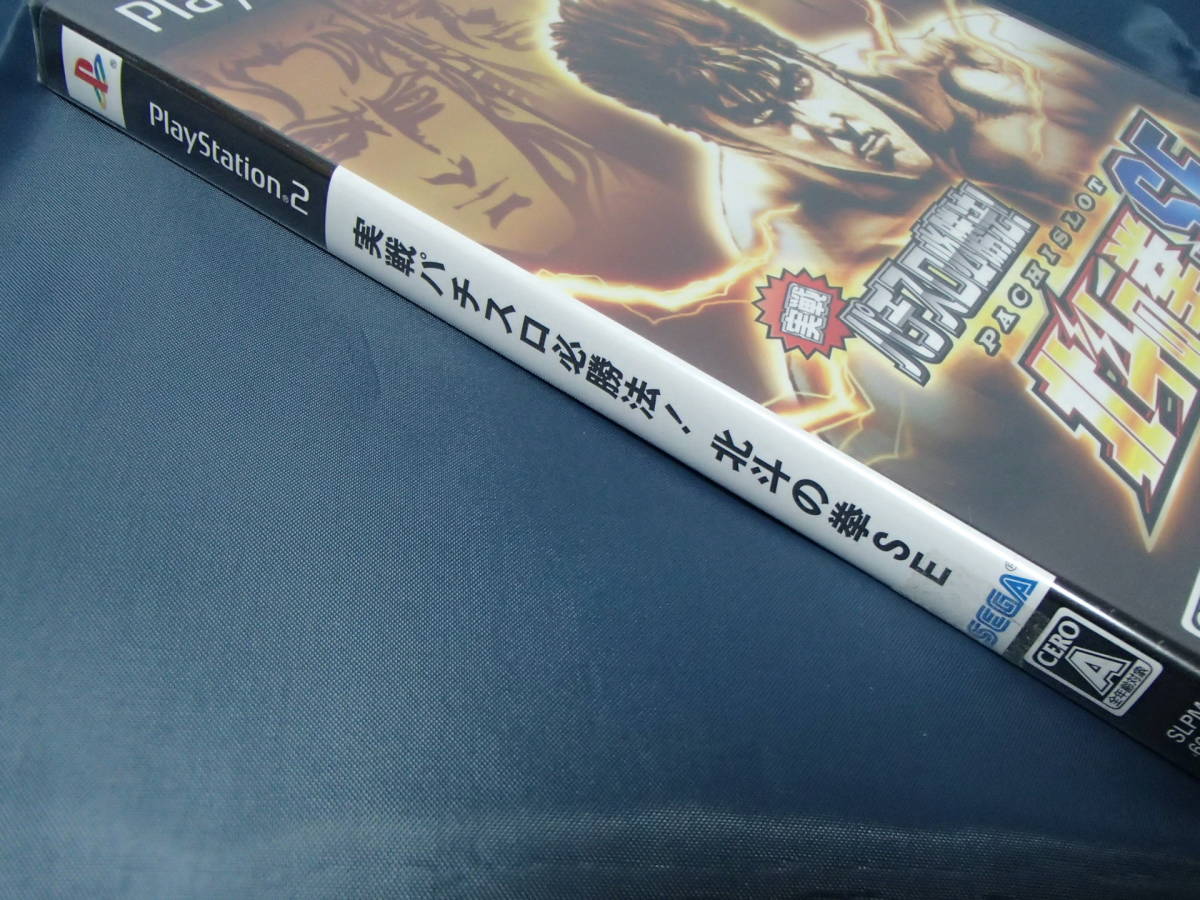 Play
PlayStation®2
実戦パチスロ必勝法! 北斗の拳SE
SEGA®
CERO
A
全年齢対象
SLPM
実戦
パチスロ必勝法!
PACHISLOT
北斗の拳SE